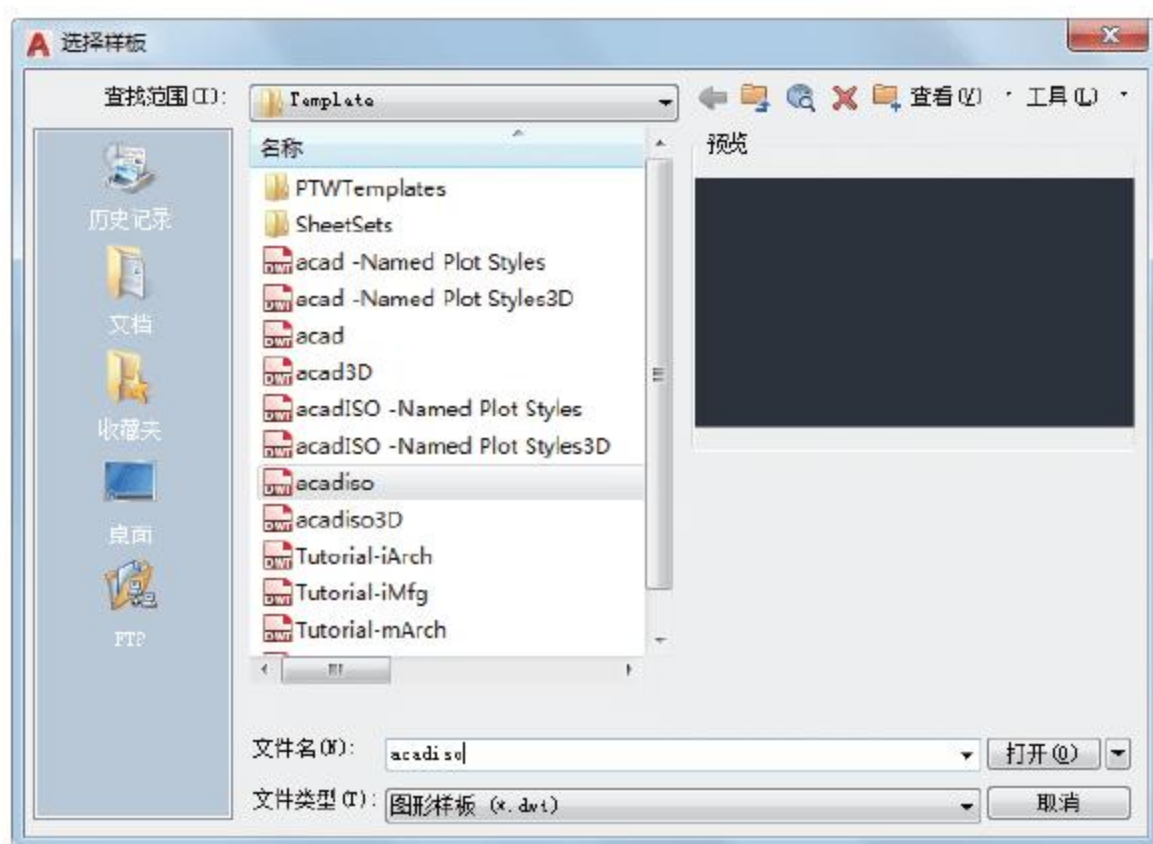 选择样板
查找范围(I): Template 查看(V) 工具(L)
名称
预览
PTWTemplates
SheetSets
acad -Named Plot Styles
acad -Named Plot Styles3D
acad
acad3D
acadISO -Named Plot Styles
acadISO -Named Plot Styles3D
acadiso
acadiso3D
Tutorial-iArch
Tutorial-iMfg
Tutorial-mArch
历史记录
文档
收藏夹
桌面
FTP
文件名(N): acadiso 打开(O)
文件类型(T): 图形样板 (*.dwt) 取消